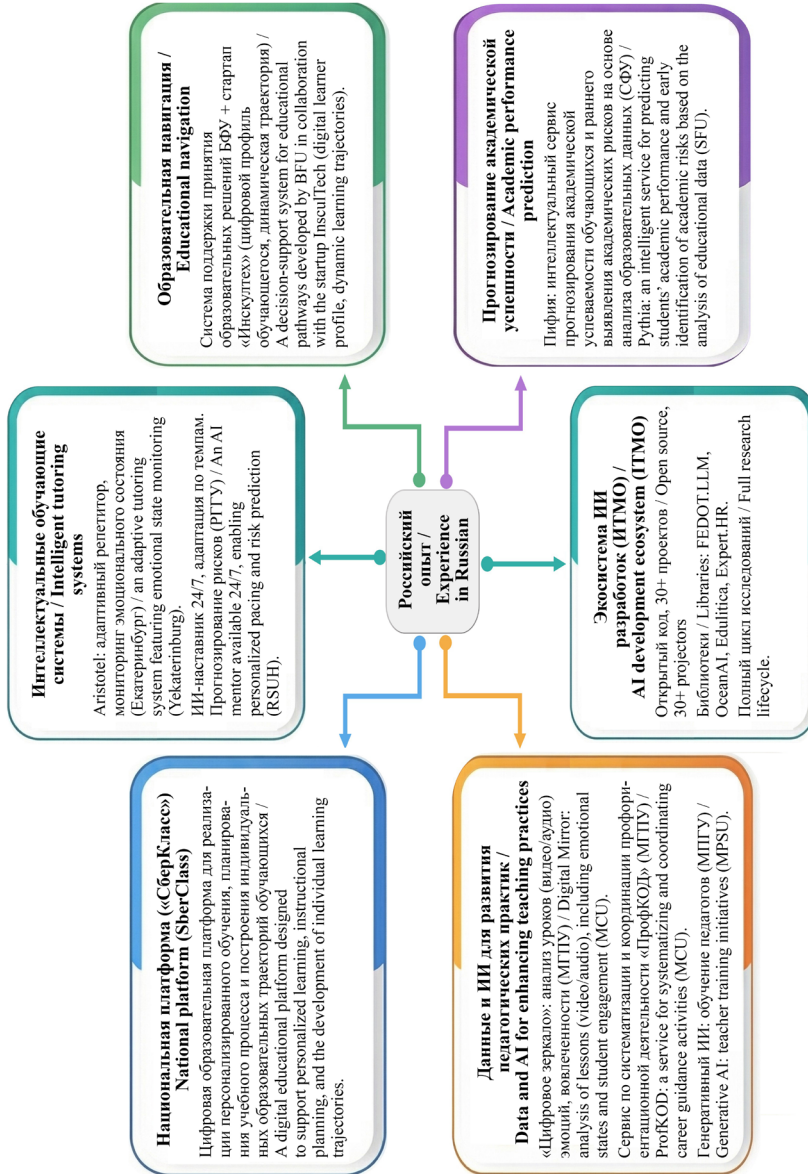 Национальная платформа («СберКласс») /
National platform (SberClass)
Цифровая образовательная платформа для реализа-
ции персонализированного обучения, планирова-
ния учебного процесса и построения индивидуаль-
ных образовательных траекторий обучающихся /
A digital educational platform designed
to support personalized learning, instructional
planning, and the development of individual learning
trajectories.
Интеллектуальные обучающие
системы / Intelligent tutoring
systems
Aristotel: адаптивный репетитор,
мониторинг эмоционального состояния
(Екатеринбург) / an adaptive tutoring
system featuring emotional state monitoring
(Yekaterinburg).
ИИ-наставник 24/7, адаптация по темпам.
Прогнозирование рисков (РГГУ) / An AI
mentor available 24/7, enabling
personalized pacing and risk prediction
(RSUH).
Образовательная навигация /
Educational navigation
Система поддержки принятия
образовательных решений БФУ + стартап
«Инскултех» (цифровой профиль
обучающегося, динамическая траектория) /
A decision-support system for educational
pathways developed by BFU in collaboration
with the startup InsculTech (digital learner
profile, dynamic learning trajectories).
Российский
опыт /
Experience
in Russian
Данные и ИИ для развития
педагогических практик /
Data and AI for enhancing teaching practices
«Цифровое зеркало»: анализ уроков (видео/аудио)
эмоций, вовлеченности (МГПУ) / Digital Mirror:
analysis of lessons (video/audio), including emotional
states and student engagement (MCU).
Сервис по систематизации и координации профори-
ентационной деятельности «ПрофКОД» (МГПУ) /
ProfKOD: a service for systematizing and coordinating
career guidance activities (MCU).
Генеративный ИИ: обучение педагогов (МПГУ) /
Generative AI: teacher training initiatives (MPSU).
Экосистема ИИ
разработок (ИТМО) /
AI development ecosystem (ITMO)
Открытый код, 30+ проектов / Open source,
30+ projectors
Библиотеки / Libraries: FEDOT.LLM,
OceanAI, Edulitica, Expert.HR.
Полный цикл исследований / Full research
lifecycle.
Прогнозирование академической
успешности / Academic performance
prediction
Пифия: интеллектуальный сервис
прогнозирования академической
успеваемости обучающихся и раннего
выявления академических рисков на основе
анализа образовательных данных (СФУ) /
Pythia: an intelligent service for predicting
students’ academic performance and early
identification of academic risks based on the
analysis of educational data (SFU).